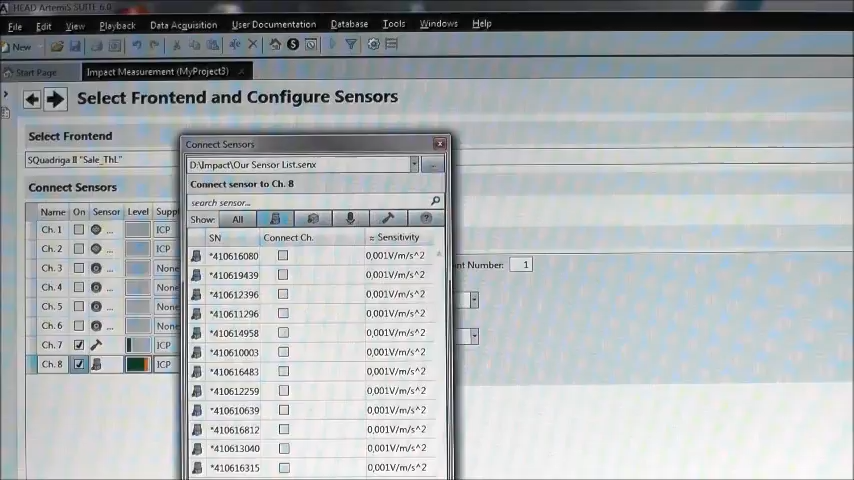 HEAD ArtemiS SUITE 6.0
File Edit View Playback Data Acquisition User Documentation Database Tools Windows Help
New
Start Page Impact Measurement (MyProject3)
Select Frontend and Configure Sensors
Select Frontend
SQuadriga II "Sale_ThL"
Connect Sensors
Name On Sensor Level Suppl
Ch. 1 ... ICP
Ch. 2 ... ICP
Ch. 3 ... None
Ch. 4 ... None
Ch. 5 ... None
Ch. 6 ... None
Ch. 7 ICP
Ch. 8 ICP
Connect Sensors
D:\Impact\Our Sensor List.senx ...
Connect sensor to Ch. 8
search sensor...
Show: All
SN Connect Ch. ≈ Sensitivity
*410616080 0,001V/m/s^2
*410619439 0,001V/m/s^2
*410612396 0,001V/m/s^2
*410611296 0,001V/m/s^2
*410614958 0,001V/m/s^2
*410610003 0,001V/m/s^2
*410616483 0,001V/m/s^2
*410612259 0,001V/m/s^2
*410610639 0,001V/m/s^2
*410616812 0,001V/m/s^2
*410613040 0,001V/m/s^2
*410616315 0,001V/m/s^2
nt Number: 1